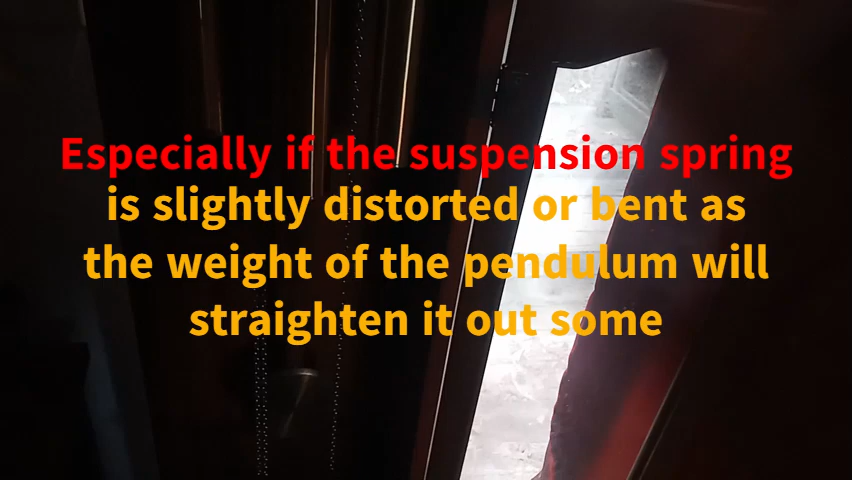 Especially if the suspension spring
is slightly distorted or bent as
the weight of the pendulum will
straighten it out some